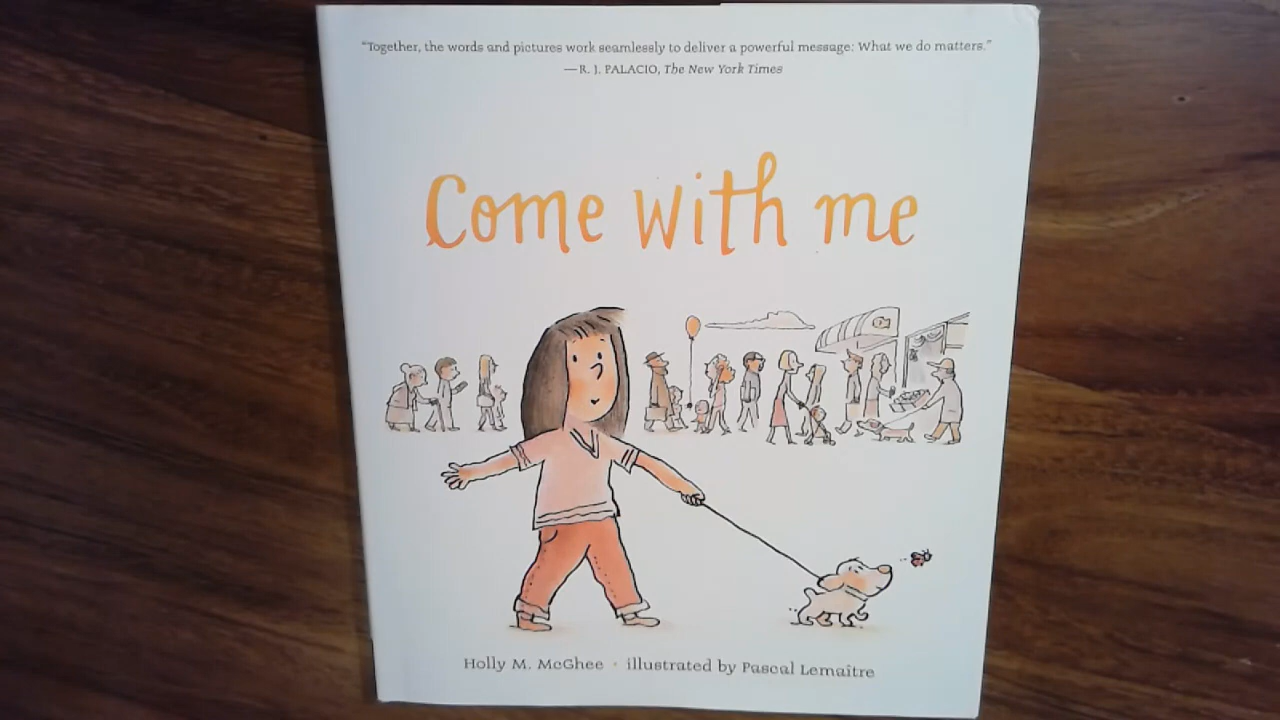 “Together, the words and pictures work seamlessly to deliver a powerful message: What we do matters.”
—R. J. PALACIO, The New York Times
Come with me
Holly M. McGhee · illustrated by Pascal Lemaître